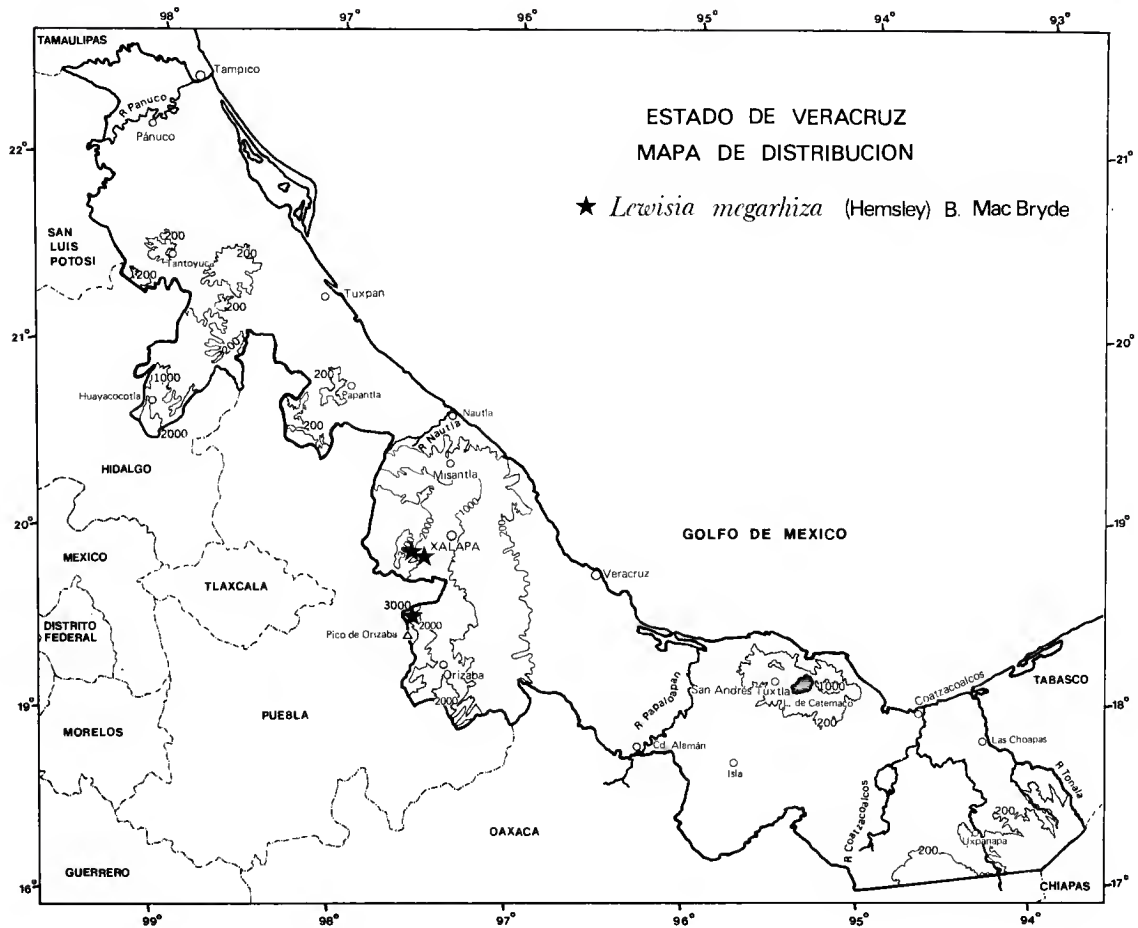 98° 97° 96° 95° 94° 93°
TAMAULIPAS
Tampico
R Panuco
Pánuco
ESTADO DE VERACRUZ
MAPA DE DISTRIBUCION
★ Lewisia megarhiza (Hemsley) B. Mac Bryde
22°
21°
SAN
LUIS
POTOSI
200
Tantoyuca
200
1200
200
200
Tuxpan
21°
20°
1000
Huayacocotla
2000
200
Papantla
200
Nautla
R Nautla
HIDALGO
Misantla
1000
2000
200
20°
19°
XALAPA
GOLFO DE MEXICO
MEXICO
TLAXCALA
Veracruz
DISTRITO
FEDERAL
3000
2000
Pico de Orizaba
Orizaba
2000
19°
18°
San Andrés Tuxtla
1000
L. de Catemaco
200
Coatzacoalcos
TABASCO
PUEBLA
MORELOS
R Papaloapan
Cd. Alemán
Isla
Las Choapas
R Tonala
R Coatzacoalcos
200
Uxpanapa
200
OAXACA
GUERRERO
CHIAPAS
16°
17°
99° 98° 97° 96° 95° 94°